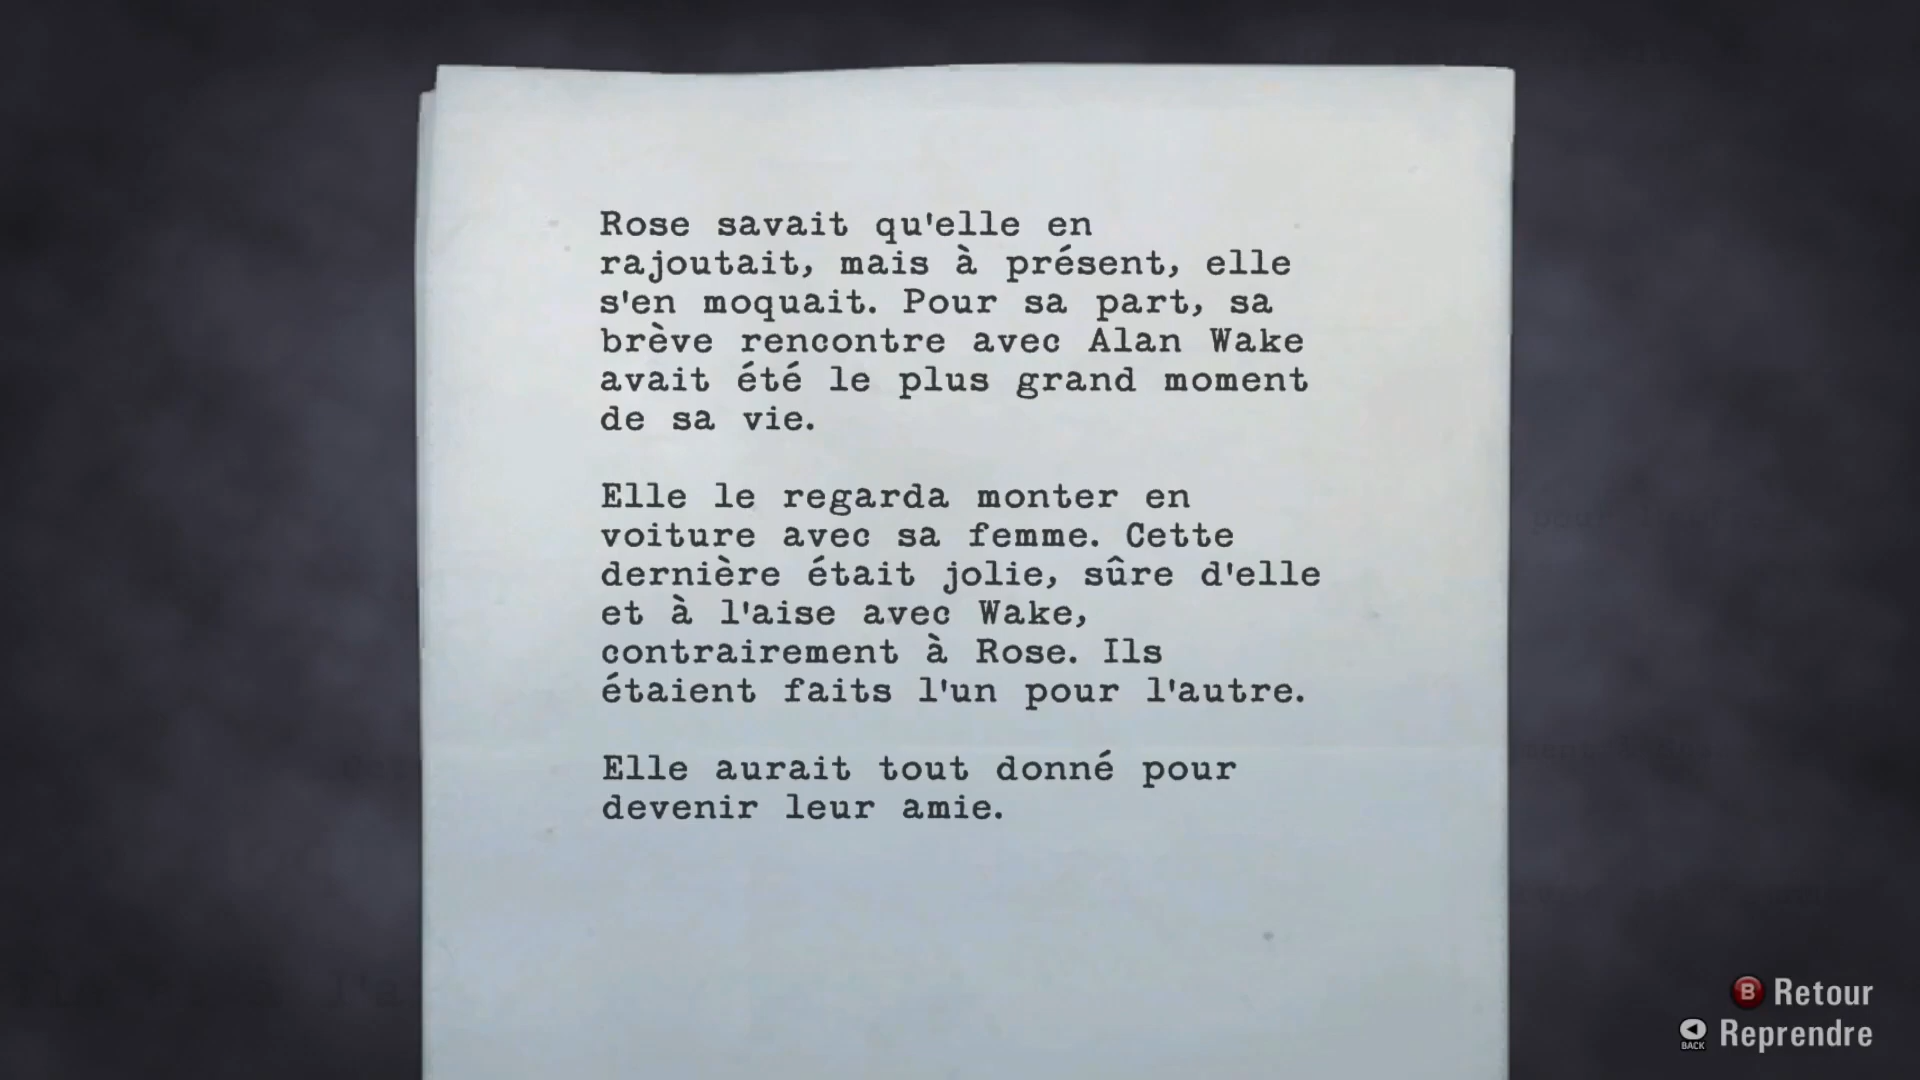 Rose savait qu'elle en
rajoutait, mais à présent, elle
s'en moquait. Pour sa part, sa
brève rencontre avec Alan Wake
avait été le plus grand moment
de sa vie.
Elle le regarda monter en
voiture avec sa femme. Cette
dernière était jolie, sûre d'elle
et à l'aise avec Wake,
contrairement à Rose. Ils
étaient faits l'un pour l'autre.
Elle aurait tout donné pour
devenir leur amie.
B Retour
BACK Reprendre